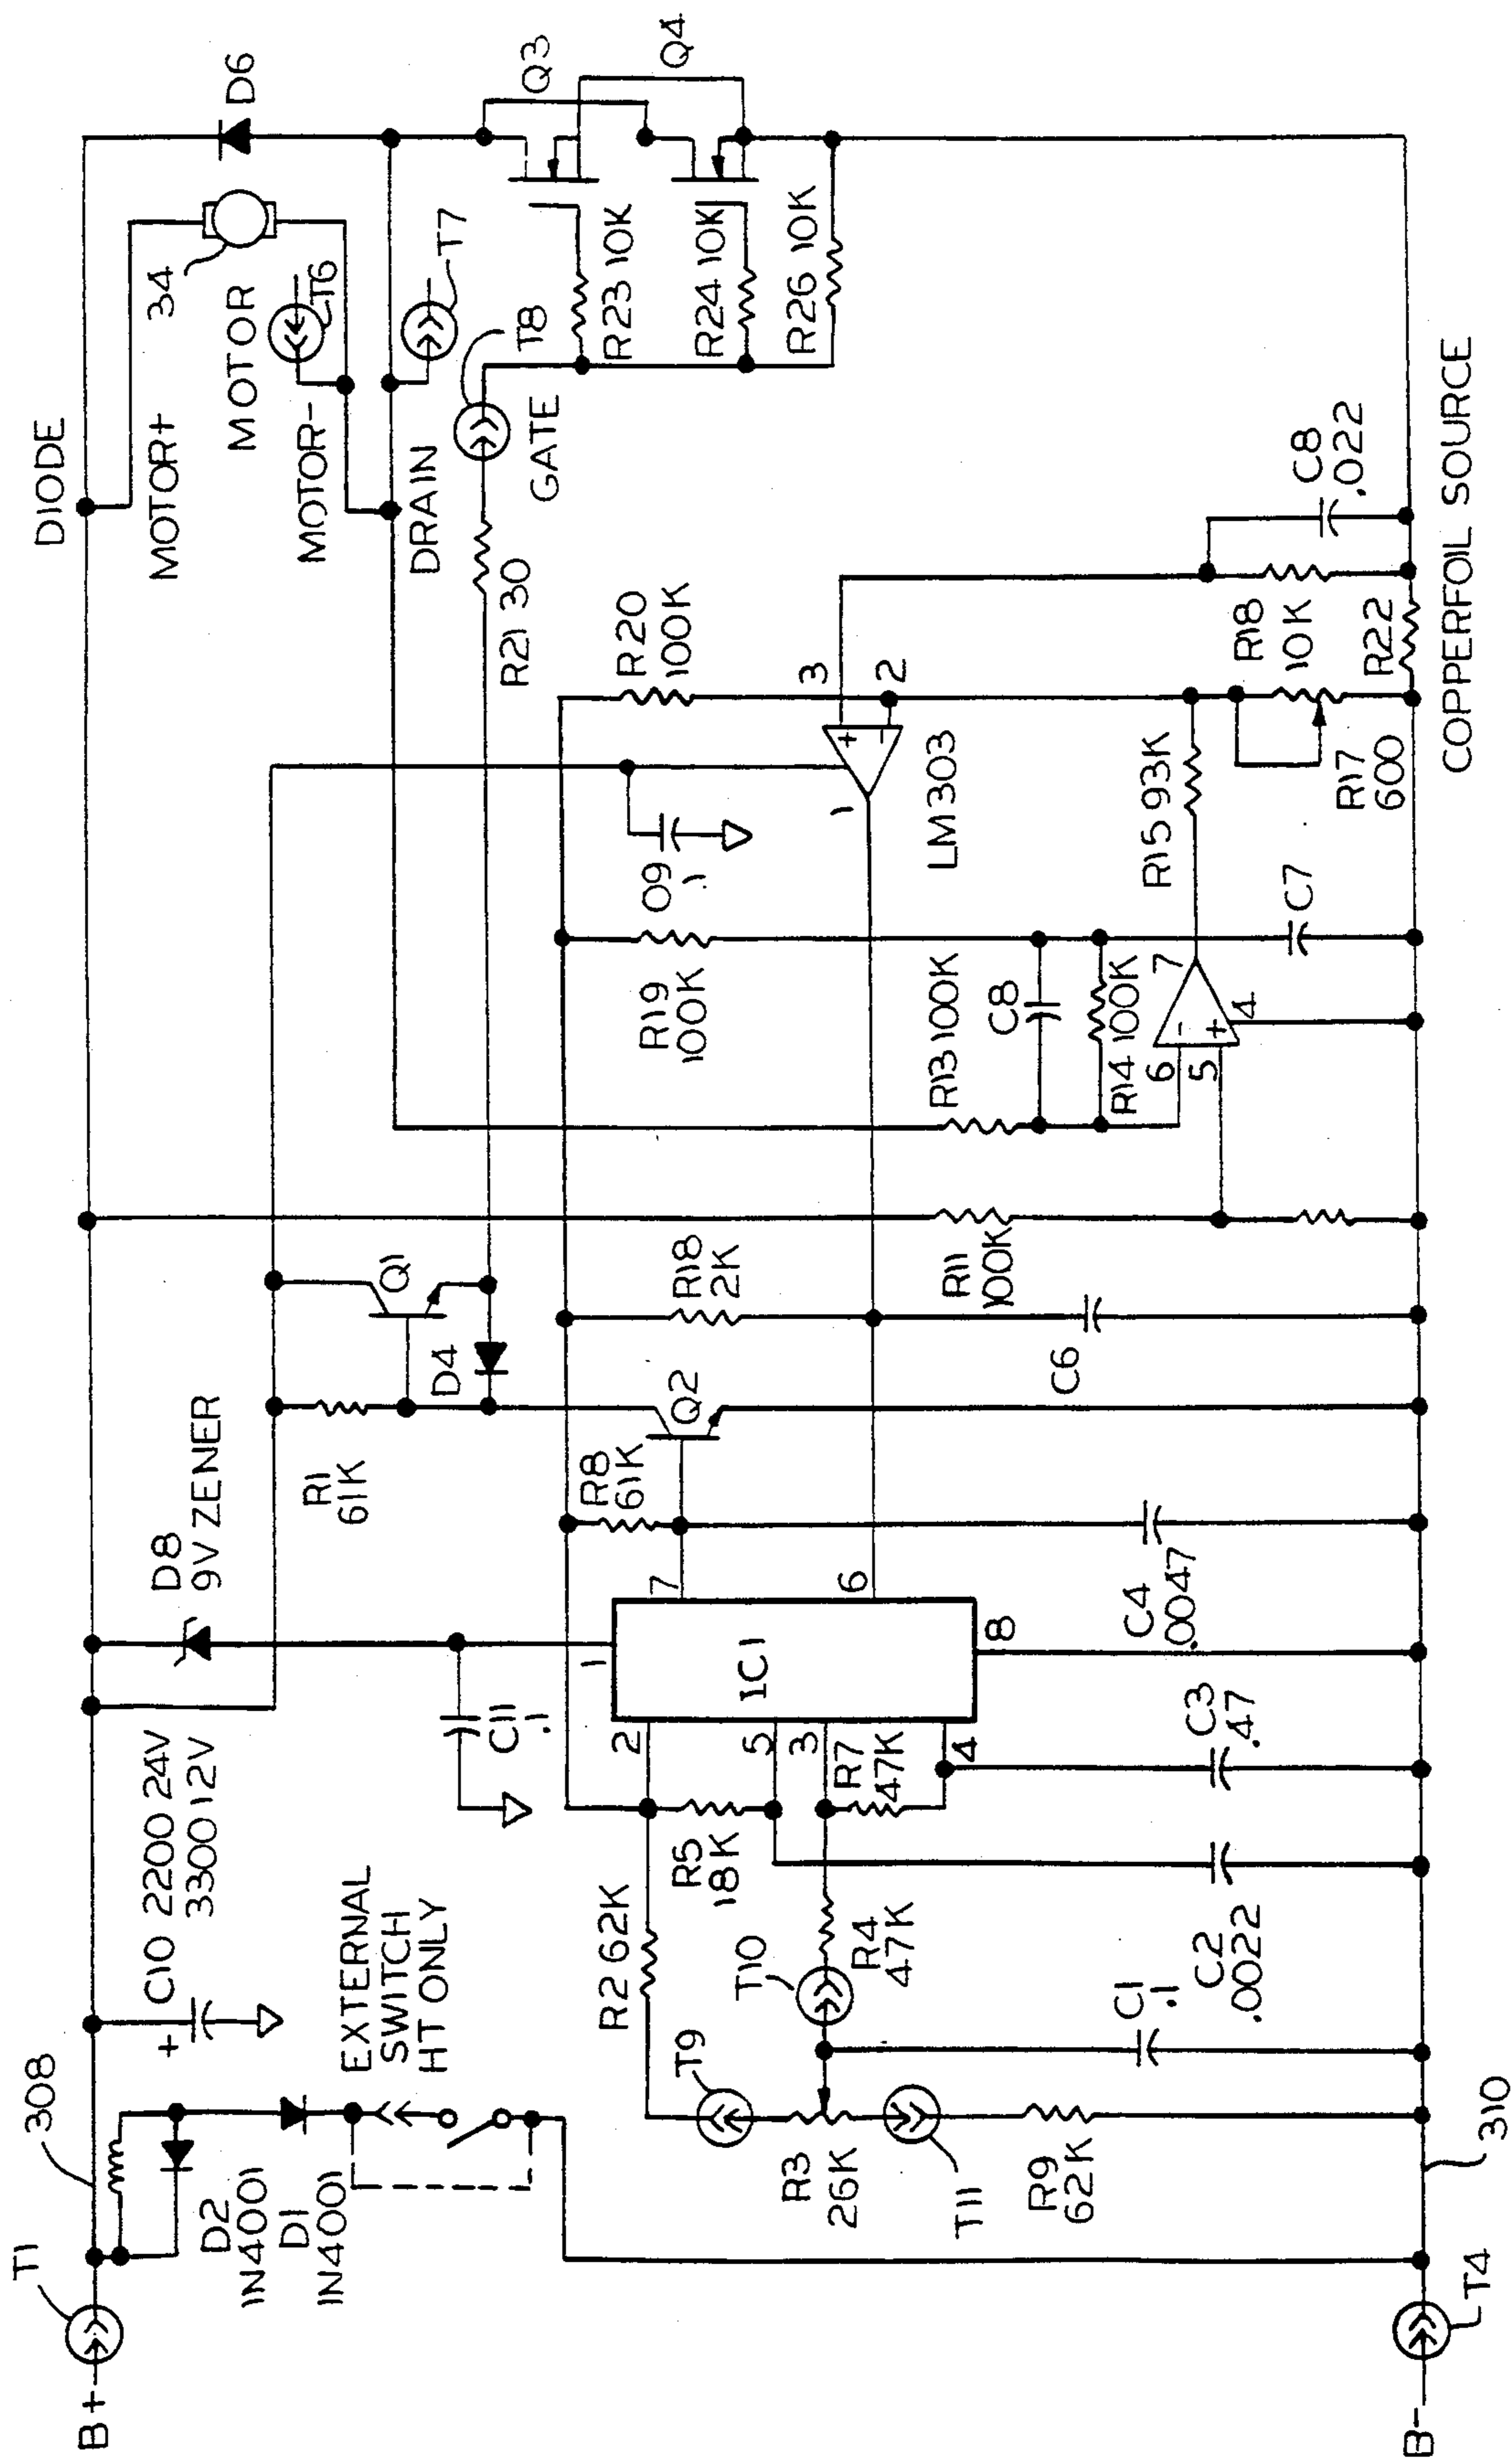 B+
T1
308
D2
1N4001
D1
1N4001
+
C10 2200 24V
3300 12V
EXTERNAL
SWITCH
HT ONLY
D8
9V ZENER
R1
61K
D4
Q1
DIODE
MOTOR+
34
MOTOR
T6
MOTOR-
DRAIN
T7
T8
GATE
D6
Q3
Q4
R23 10K
R24 10K
R26 10K
R21 30
C11
.1
R2 62K
T9
R3
26K
T10
T11
R9
62K
R4
47K
R5
18K
R7
47K
2
5
3
4
1
IC1
7
6
8
R8
61K
Q2
R18
2K
R11
100K
C6
R19
100K
O9
.1
R20
100K
3
2
+
-
1
LM303
R13 100K
C8
R14 100K
6
5
-
+
7
4
R15 93K
C7
R17
600
R18
10K
R22
C8
.022
C1
.1
C2
.0022
C3
.47
C4
.0047
COPPERFOIL SOURCE
310
B-
T4